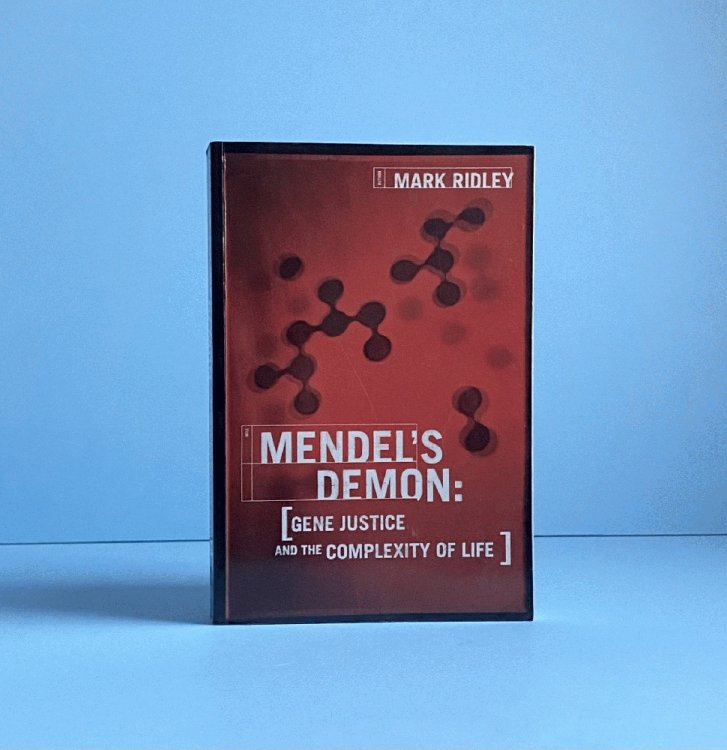 MARK RIDLEY
MENDEL'S
DEMON:
[GENE JUSTICE
AND THE COMPLEXITY OF LIFE]